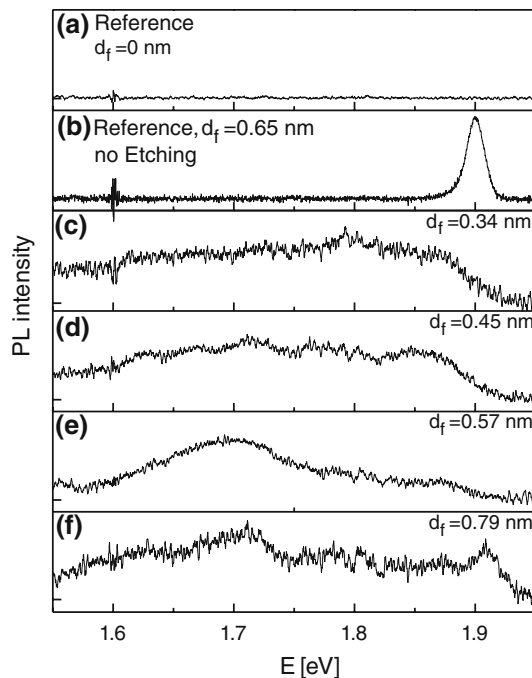 (a) Reference
d_f =0 nm
(b) Reference, d_f =0.65 nm
no Etching
(c) d_f =0.34 nm
(d) d_f =0.45 nm
(e) d_f =0.57 nm
(f) d_f =0.79 nm
PL intensity
1.6 1.7 1.8 1.9
E [eV]